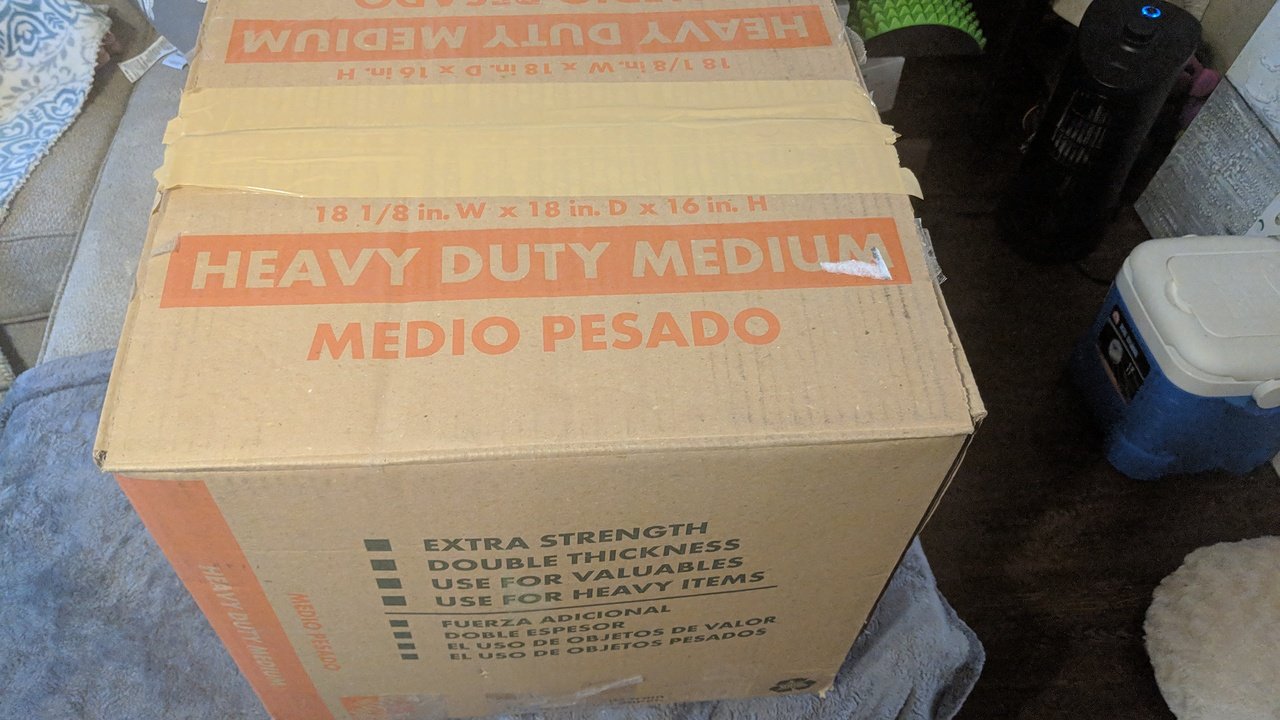 MEDIO PESADO
HEAVY DUTY MEDIUM
18 1/8 in. W x 18 in. D x 16 in. H
18 1/8 in. W x 18 in. D x 16 in. H
HEAVY DUTY MEDIUM
MEDIO PESADO
EXTRA STRENGTH
DOUBLE THICKNESS
USE FOR VALUABLES
USE FOR HEAVY ITEMS
FUERZA ADICIONAL
DOBLE ESPESOR
EL USO DE OBJETOS DE VALOR
EL USO DE OBJETOS PESADOS
HEAVY DUTY MEDIUM
MEDIO PESADO